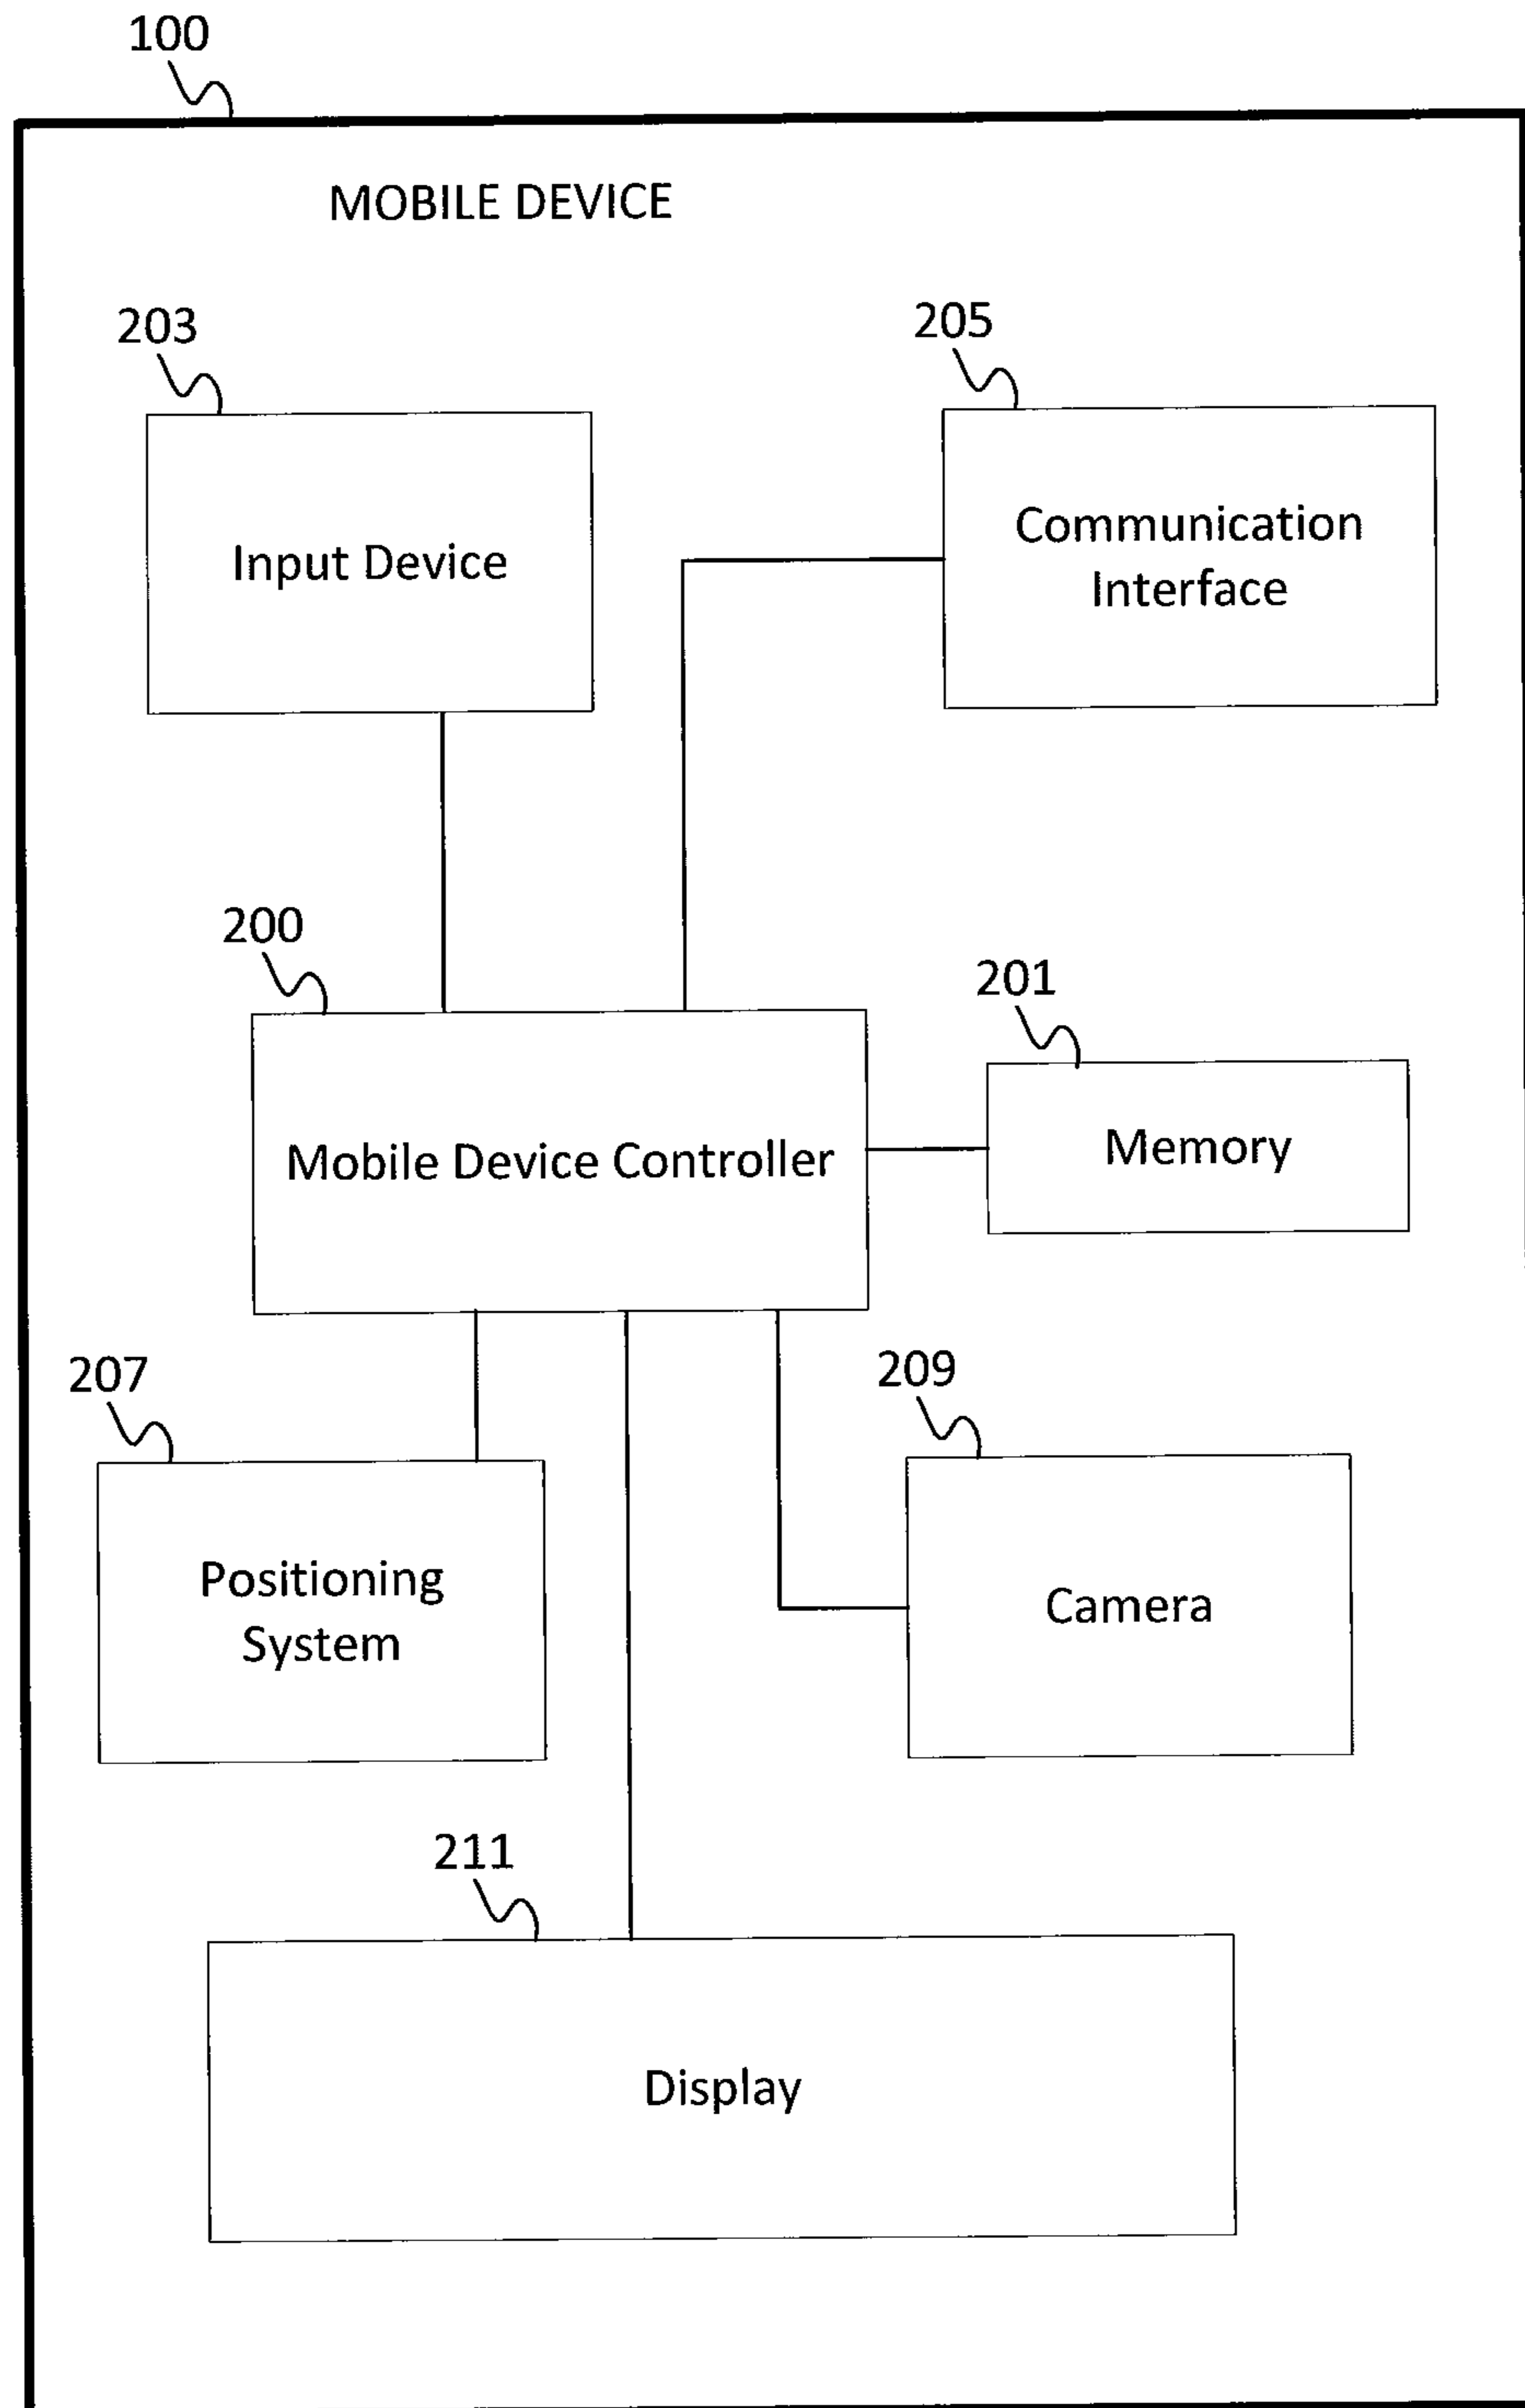 100
MOBILE DEVICE
203
205
Input Device
Communication
Interface
200
201
Mobile Device Controller
Memory
207
209
Positioning
System
Camera
211
Display